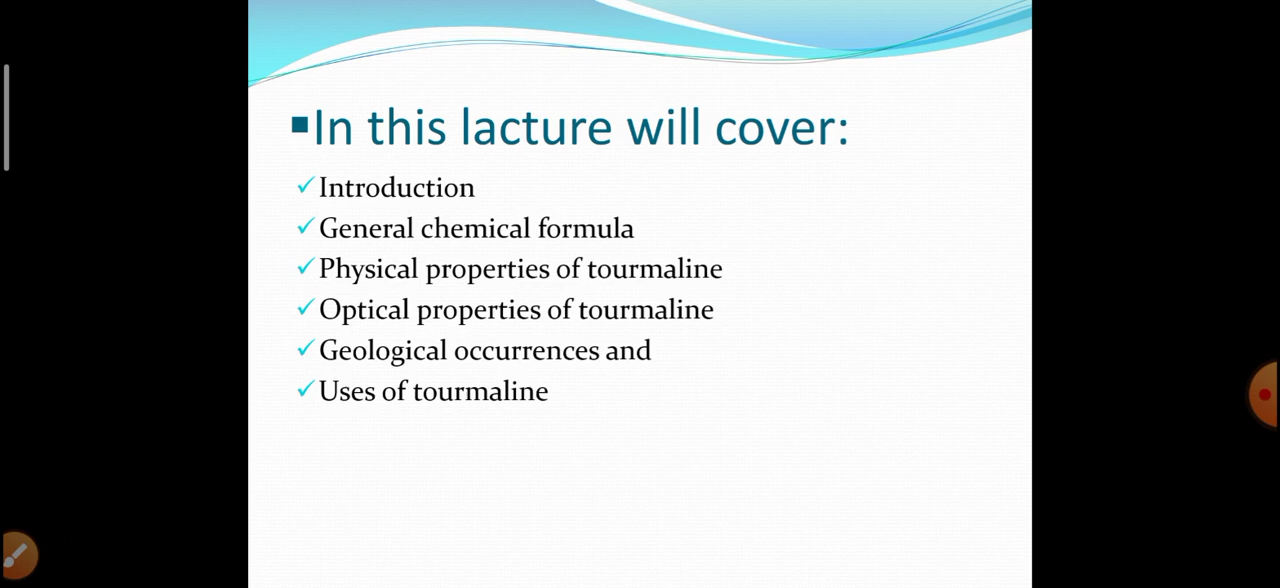 In this lacture will cover:
Introduction
General chemical formula
Physical properties of tourmaline
Optical properties of tourmaline
Geological occurrences and
Uses of tourmaline